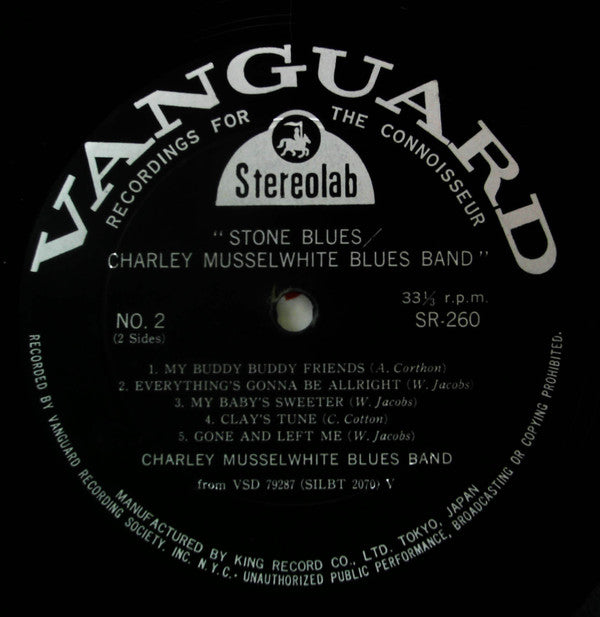 VANGUARD
RECORDINGS FOR THE CONNOISSEUR
Stereolab
"STONE BLUES/
CHARLEY MUSSELWHITE BLUES BAND"
NO. 2
(2 Sides)
33⅓ r.p.m.
SR-260
1. MY BUDDY BUDDY FRIENDS (A. Corthon)
2. EVERYTHING'S GONNA BE ALLRIGHT (W. Jacobs)
3. MY BABY'S SWEETER (W. Jacobs)
4. CLAY'S TUNE (C. Cotton)
5. GONE AND LEFT ME (W. Jacobs)
CHARLEY MUSSELWHITE BLUES BAND
from VSD 79287 (SILBT 2070) Y
MANUFACTURED BY KING RECORD CO., LTD. TOKYO, JAPAN
RECORDED BY VANGUARD RECORDING SOCIETY, INC. N.Y.C. · UNAUTHORIZED PUBLIC PERFORMANCE, BROADCASTING OR COPYING PROHIBITED.